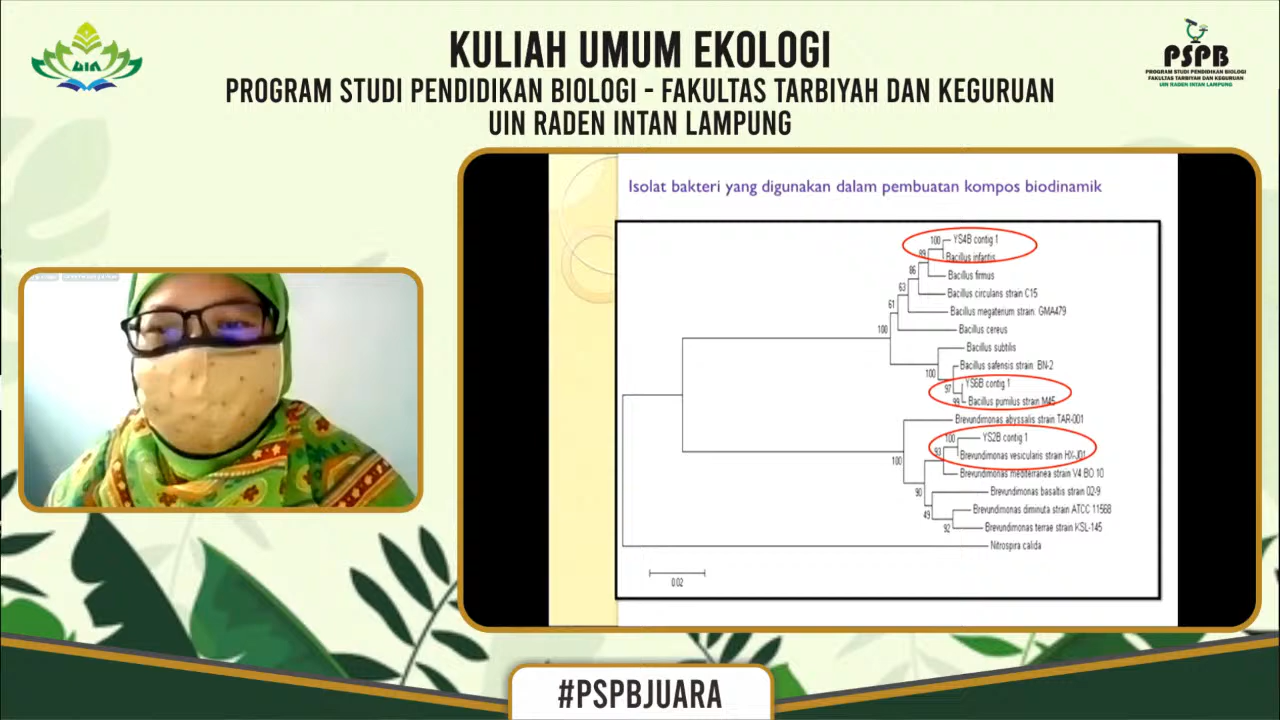 KULIAH UMUM EKOLOGI
PROGRAM STUDI PENDIDIKAN BIOLOGI - FAKULTAS TARBIYAH DAN KEGURUAN
UIN RADEN INTAN LAMPUNG
PSPB
PROGRAM STUDI PENDIDIKAN BIOLOGI
FAKULTAS TARBIYAH DAN KEGURUAN
UIN RADEN INTAN LAMPUNG
Isolat bakteri yang digunakan dalam pembuatan kompos biodinamik
100 YS4B contig 1
89 Bacillus infantis
86 Bacillus firmus
63 Bacillus circulans strain C15
61 Bacillus megaterium strain. GMA479
100 Bacillus cereus
Bacillus subtilis
100 Bacillus safensis strain BN-2
97 YS6B contig 1
99 Bacillus pumilus strain M45
Brevundimonas abyssalis strain TAR-001
100 YS2B contig 1
93 Brevundimonas vesicularis strain HX-J01
100 Brevundimonas mediterranea strain V4 BO 10
90 Brevundimonas basaltis strain 02-9
49 Brevundimonas diminuta strain ATCC 11568
92 Brevundimonas terrae strain KSL-145
Nitrospira calida
0.02
#PSPBJUARA